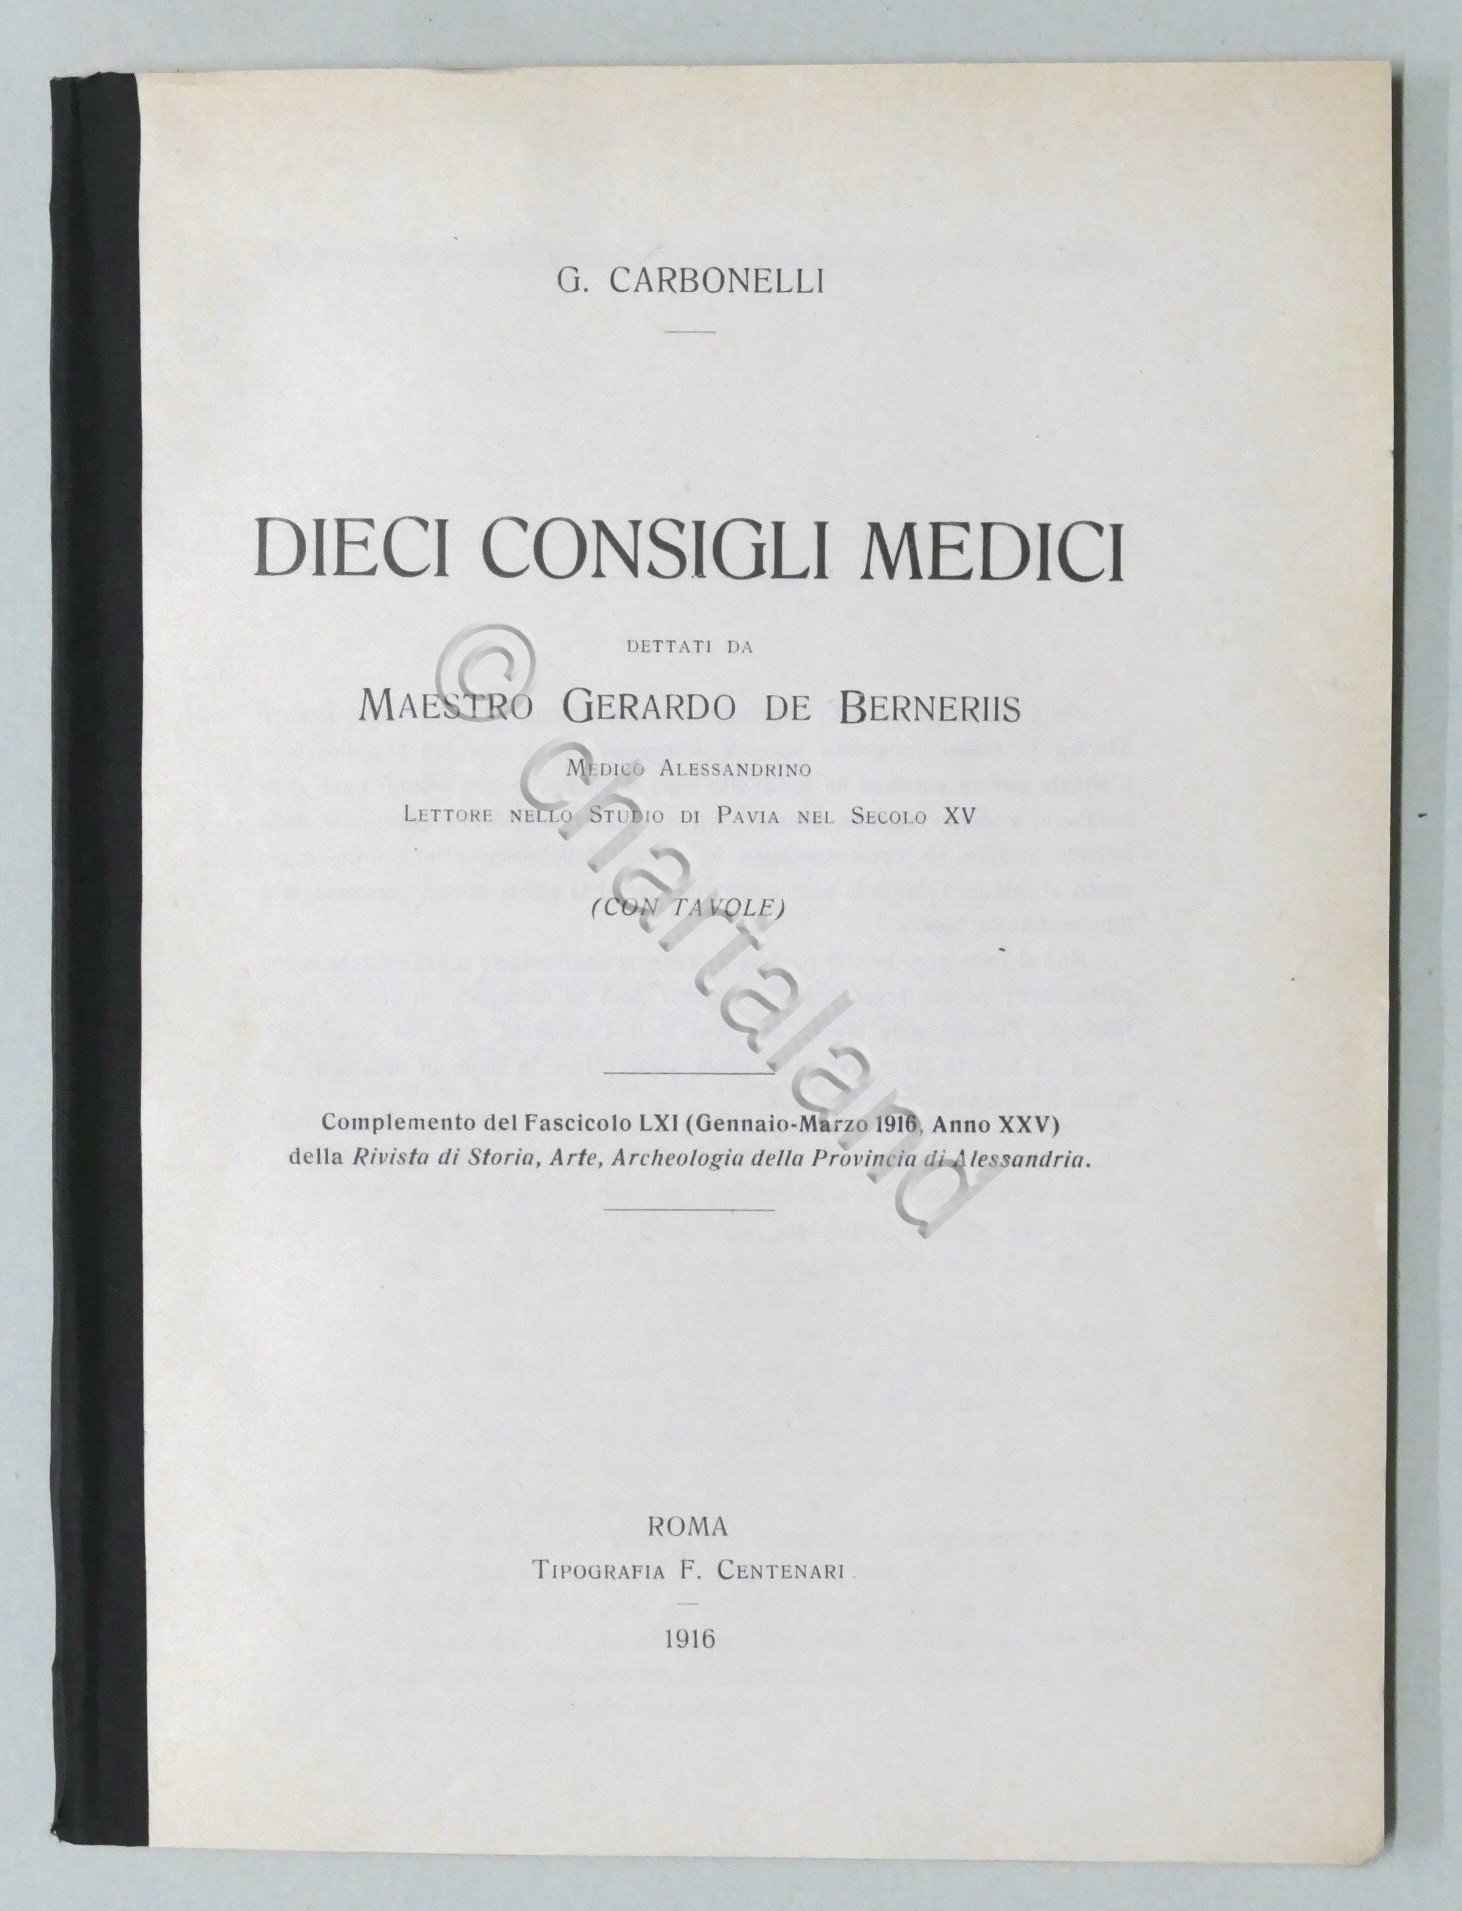 G. CARBONELLI
DIECI CONSIGLI MEDICI
DETTATI DA
MAESTRO GERARDO DE BERNERIIS
MEDICO ALESSANDRINO
LETTORE NELLO STUDIO DI PAVIA NEL SECOLO XV
(CON TAVOLE)
Complemento del Fascicolo LXI (Gennaio-Marzo 1916, Anno XXV)
della Rivista di Storia, Arte, Archeologia della Provincia di Alessandria.
ROMA
TIPOGRAFIA F. CENTENARI
1916
© chartaland